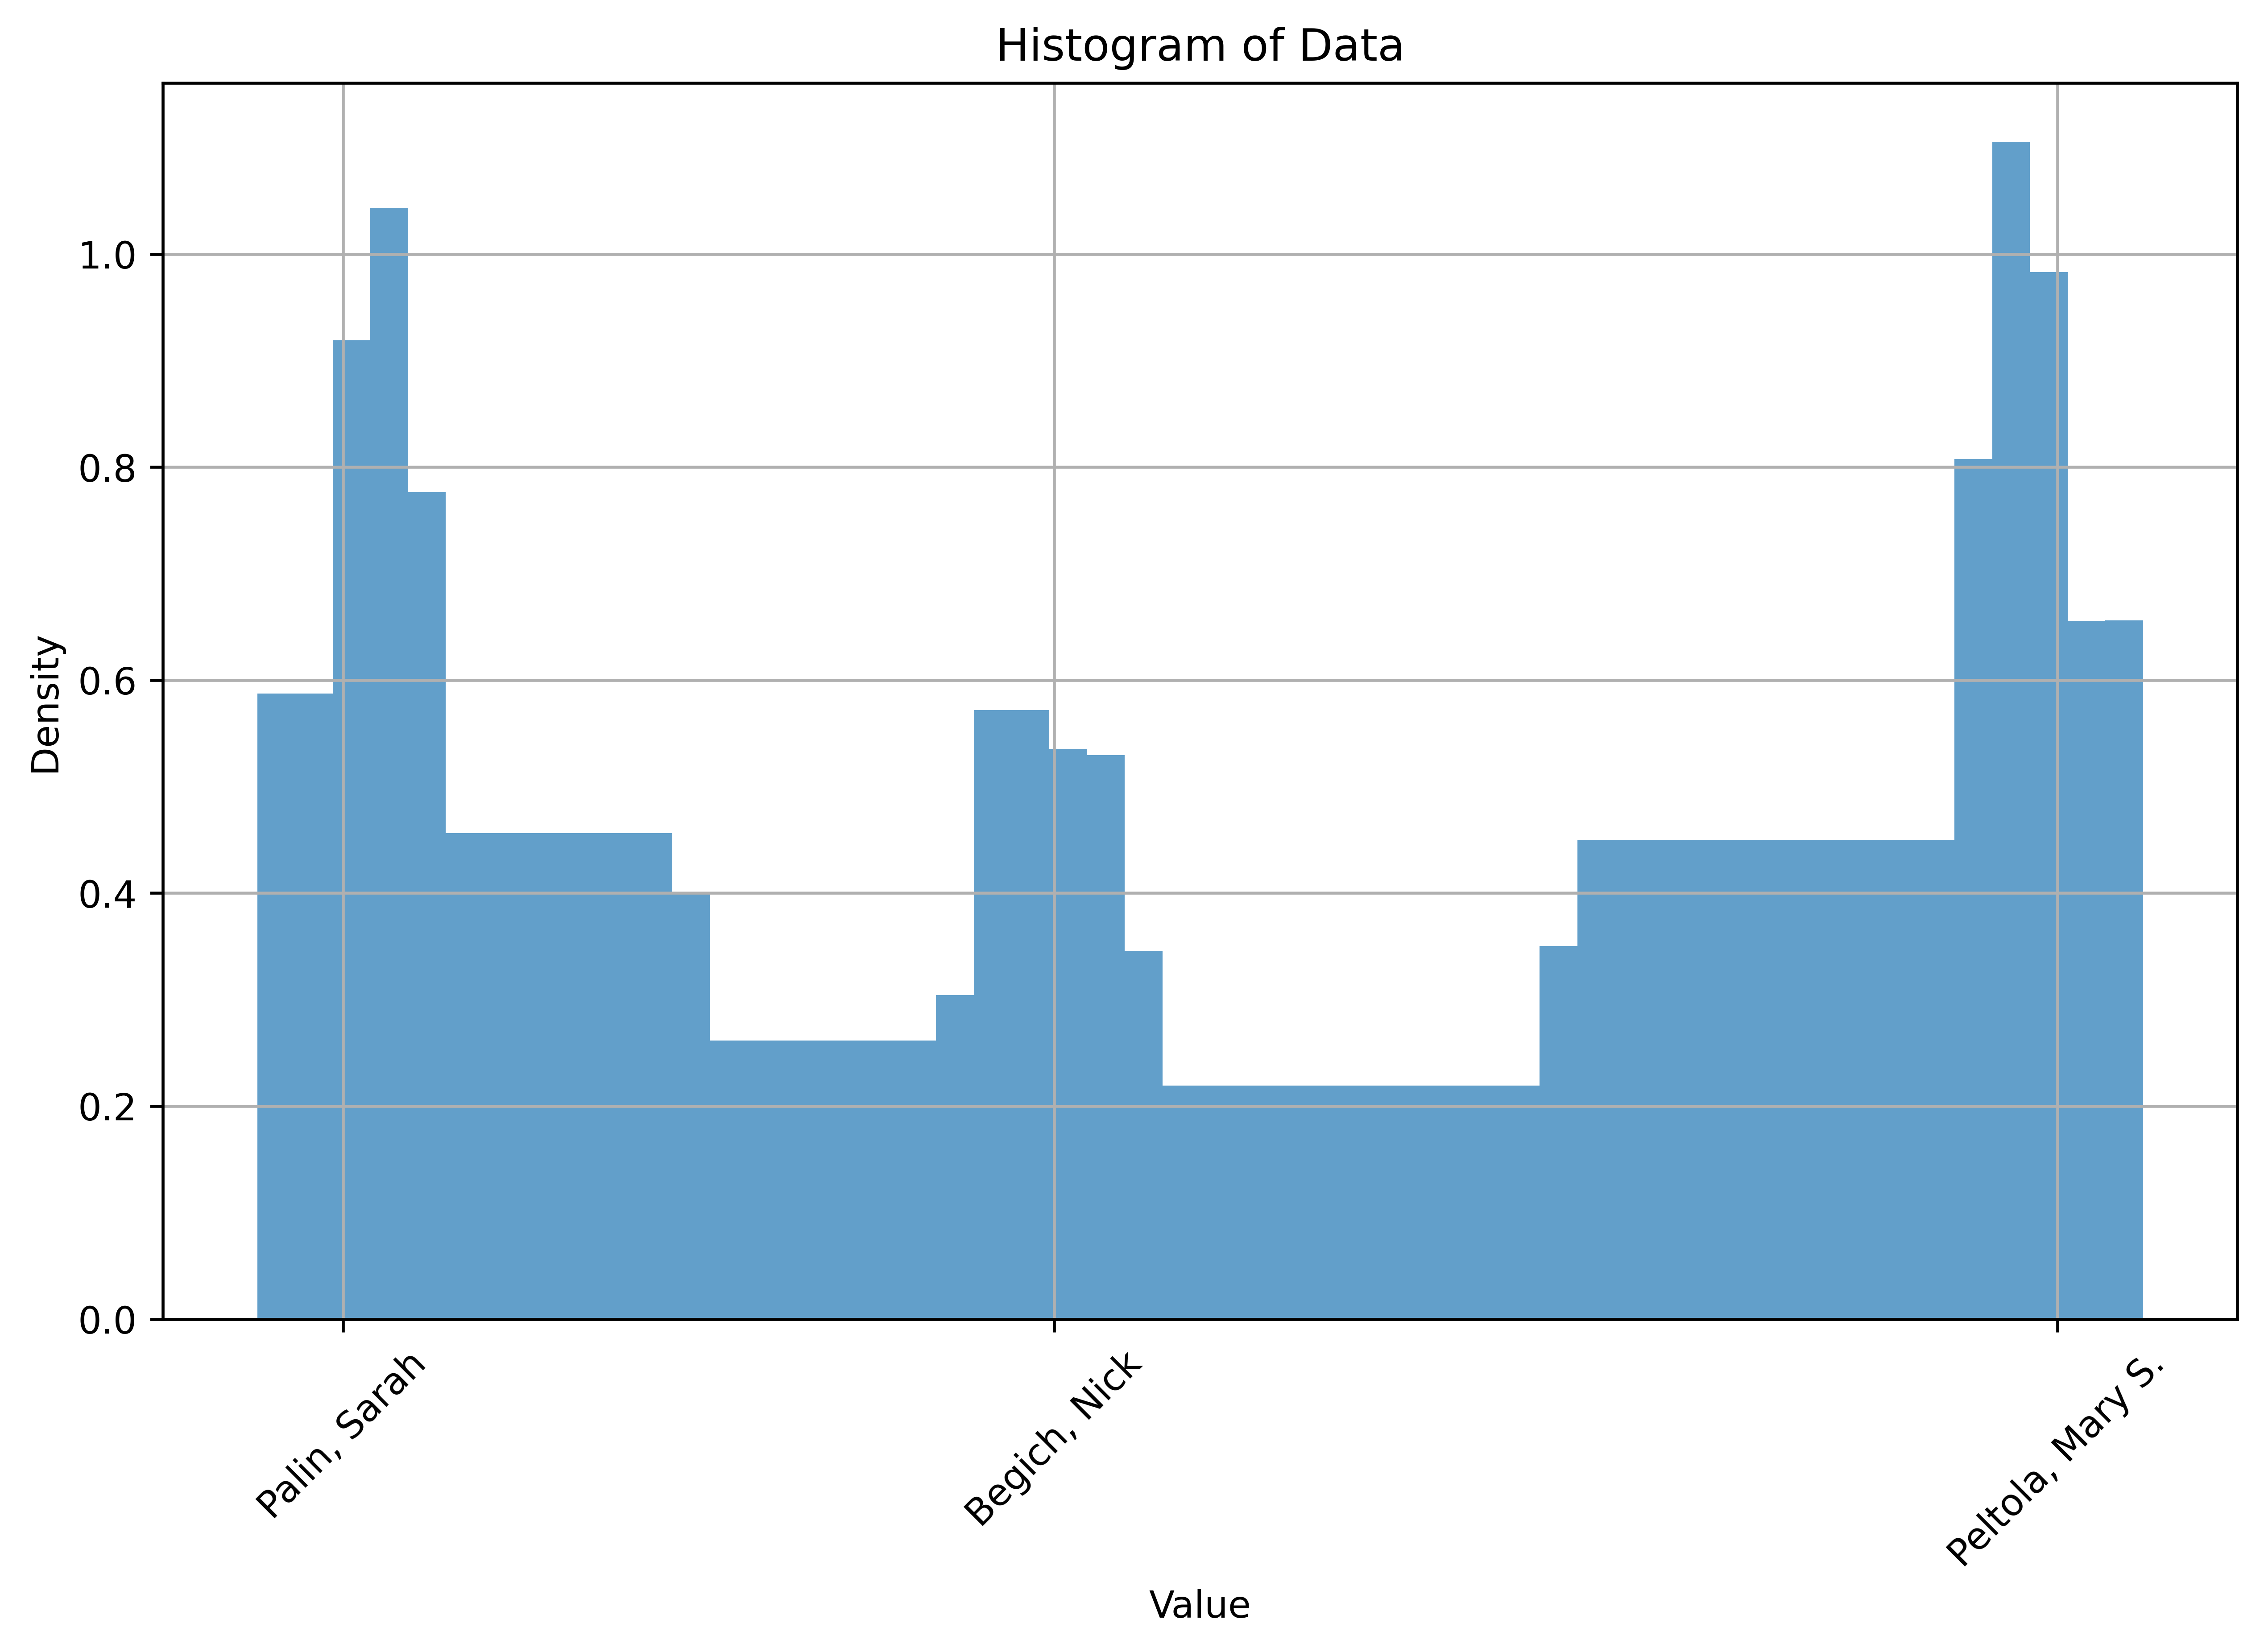 Histogram of Data
Density
1.0
0.8
0.6
0.4
0.2
0.0
Palin, Sarah
Begich, Nick
Peltola, Mary S.
Value